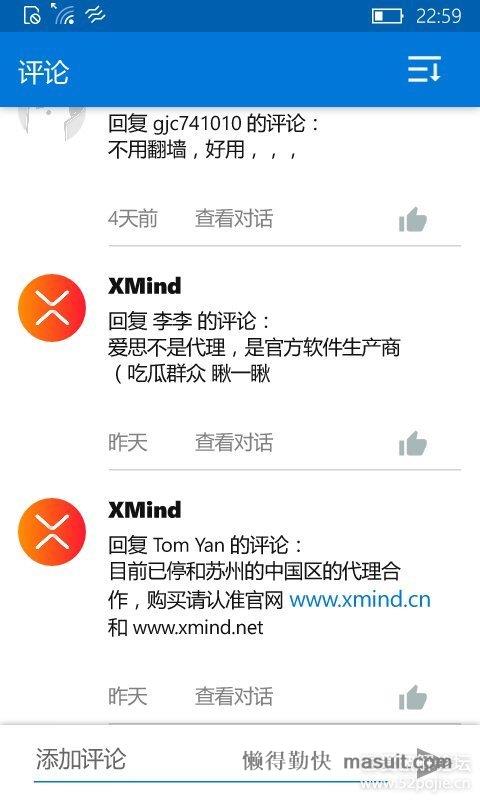 22:59
评论
回复 gjc741010 的评论：
不用翻墙，好用，，，
4天前 查看对话
XMind
回复 李李 的评论：
爱思不是代理，是官方软件生产商
（吃瓜群众 瞅一瞅
昨天 查看对话
XMind
回复 Tom Yan 的评论：
目前已停和苏州的中国区的代理合
作，购买请认准官网 www.xmind.cn
和 www.xmind.net
昨天 查看对话
添加评论
懒得勤快 masuit.com
www.52pojie.cn